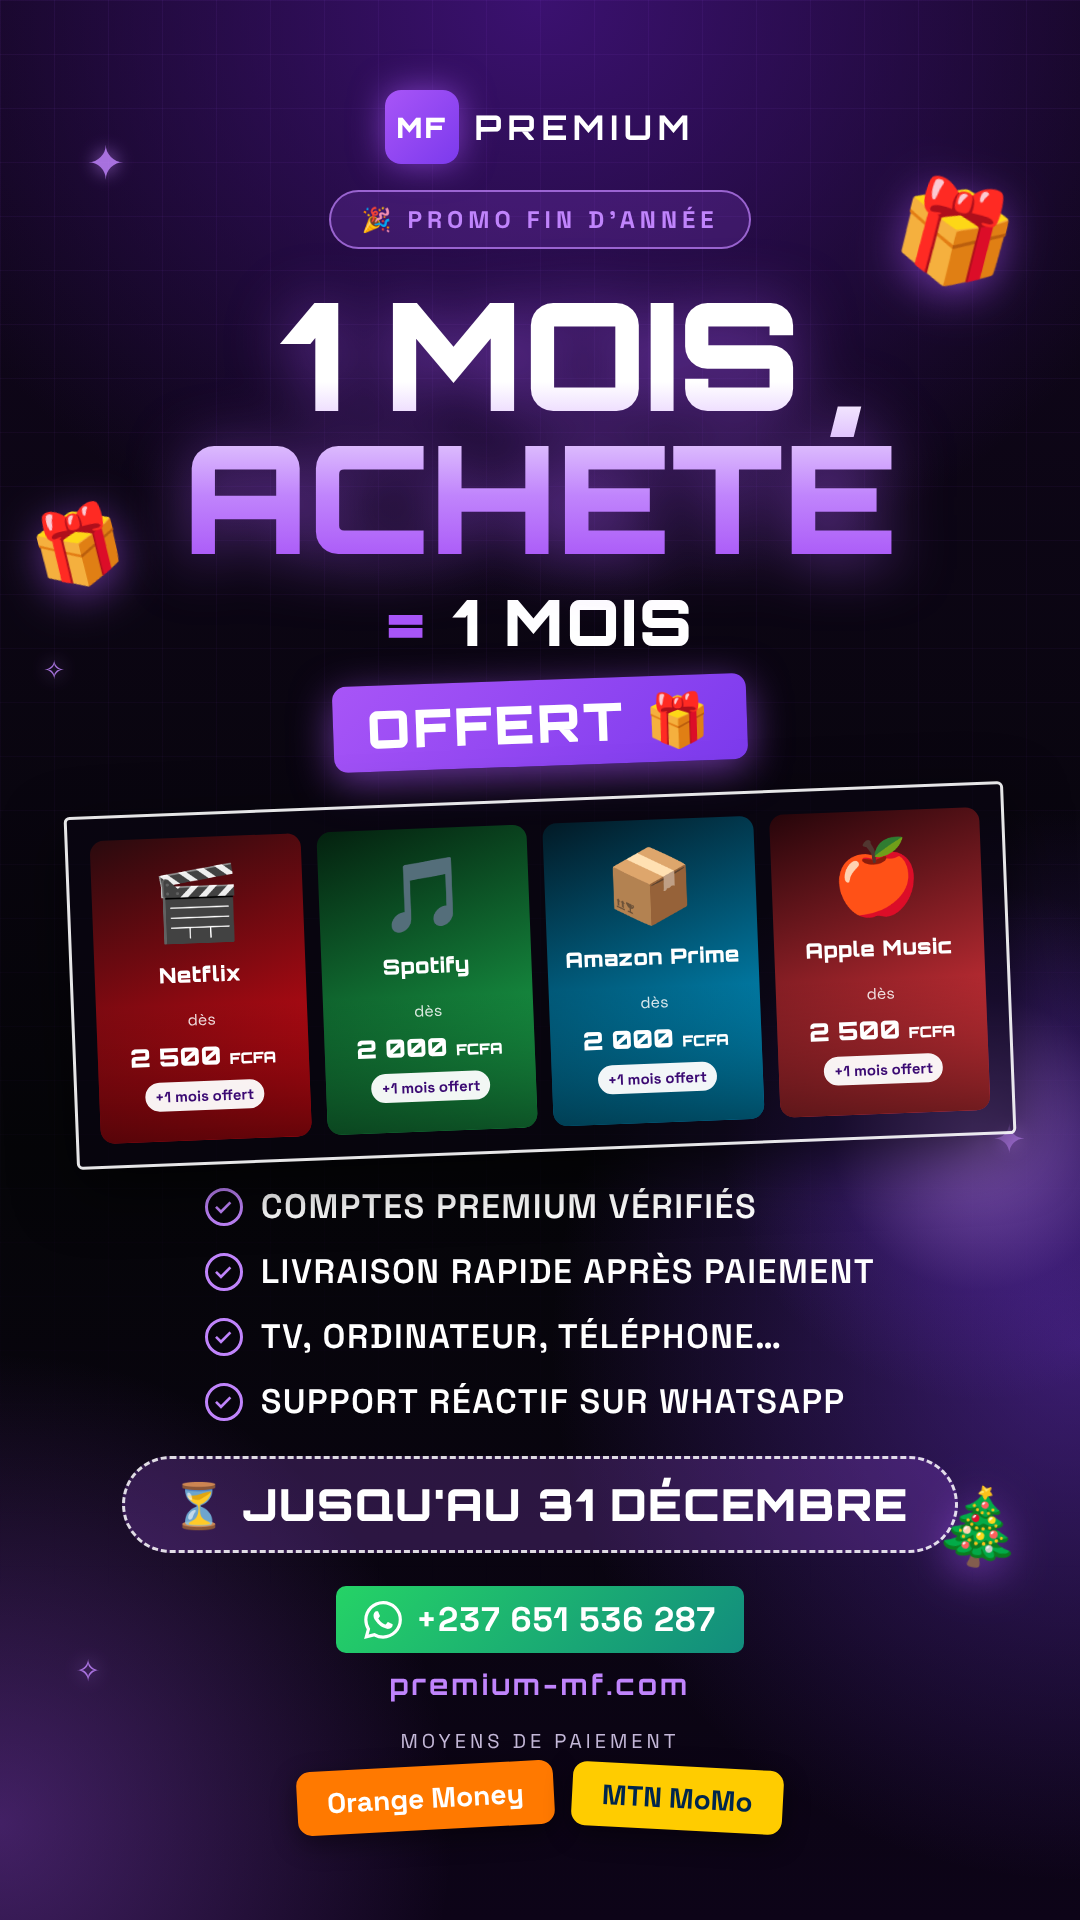 MF PREMIUM
🎉 PROMO FIN D'ANNÉE
1 MOIS
ACHETÉ
= 1 MOIS
OFFERT 🎁
Netflix
dès
2 500 FCFA
+1 mois offert
Spotify
dès
2 000 FCFA
+1 mois offert
Amazon Prime
dès
2 000 FCFA
+1 mois offert
Apple Music
dès
2 500 FCFA
+1 mois offert
COMPTES PREMIUM VÉRIFIÉS
LIVRAISON RAPIDE APRÈS PAIEMENT
TV, ORDINATEUR, TÉLÉPHONE…
SUPPORT RÉACTIF SUR WHATSAPP
⏳ JUSQU'AU 31 DÉCEMBRE
+237 651 536 287
premium-mf.com
MOYENS DE PAIEMENT
Orange Money
MTN MoMo